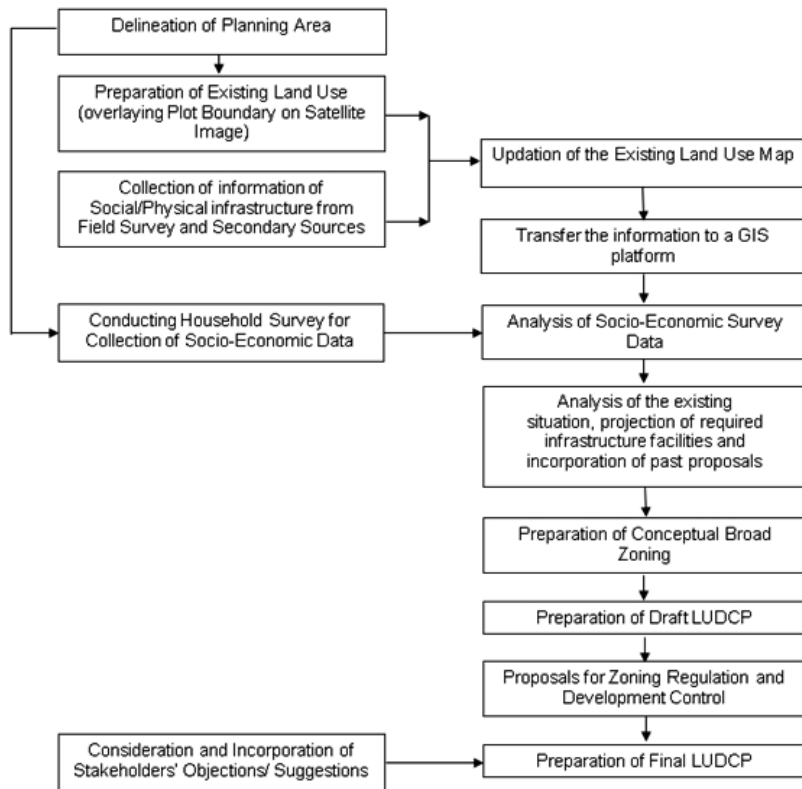 Delineation of Planning Area
Preparation of Existing Land Use
(overlaying Plot Boundary on Satellite
Image)
Collection of information of
Social/Physical infrastructure from
Field Survey and Secondary Sources
Updation of the Existing Land Use Map
Transfer the information to a GIS
platform
Conducting Household Survey for
Collection of Socio-Economic Data
Analysis of Socio-Economic Survey
Data
Analysis of the existing
situation, projection of required
infrastructure facilities and
incorporation of past proposals
Preparation of Conceptual Broad
Zoning
Preparation of Draft LUDCP
Proposals for Zoning Regulation and
Development Control
Consideration and Incorporation of
Stakeholders' Objections/ Suggestions
Preparation of Final LUDCP